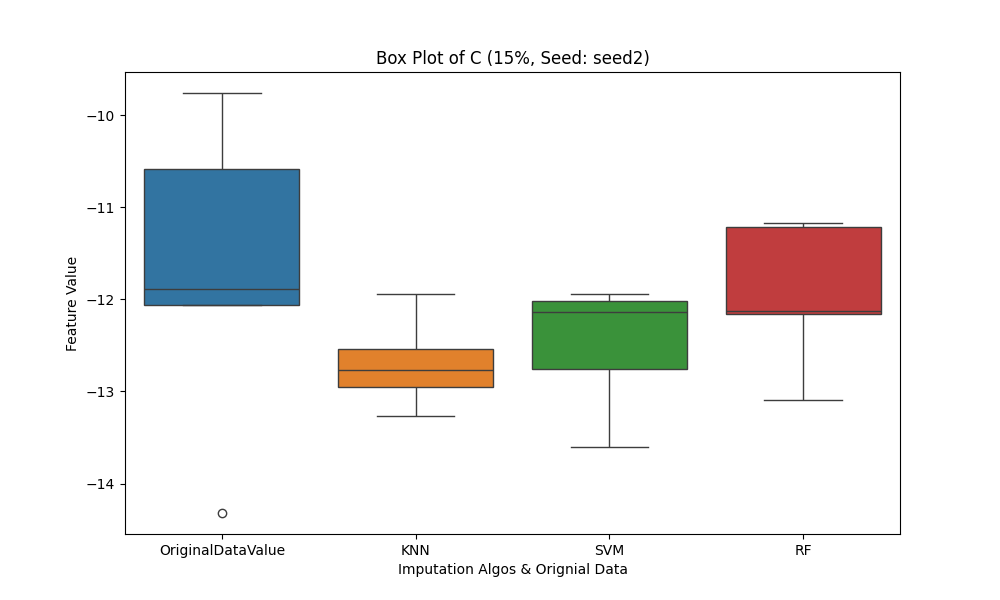 Box Plot of C (15%, Seed: seed2)
−10
−11
−12
−13
−14
Feature Value
OriginalDataValue
KNN
SVM
RF
Imputation Algos & Orignial Data